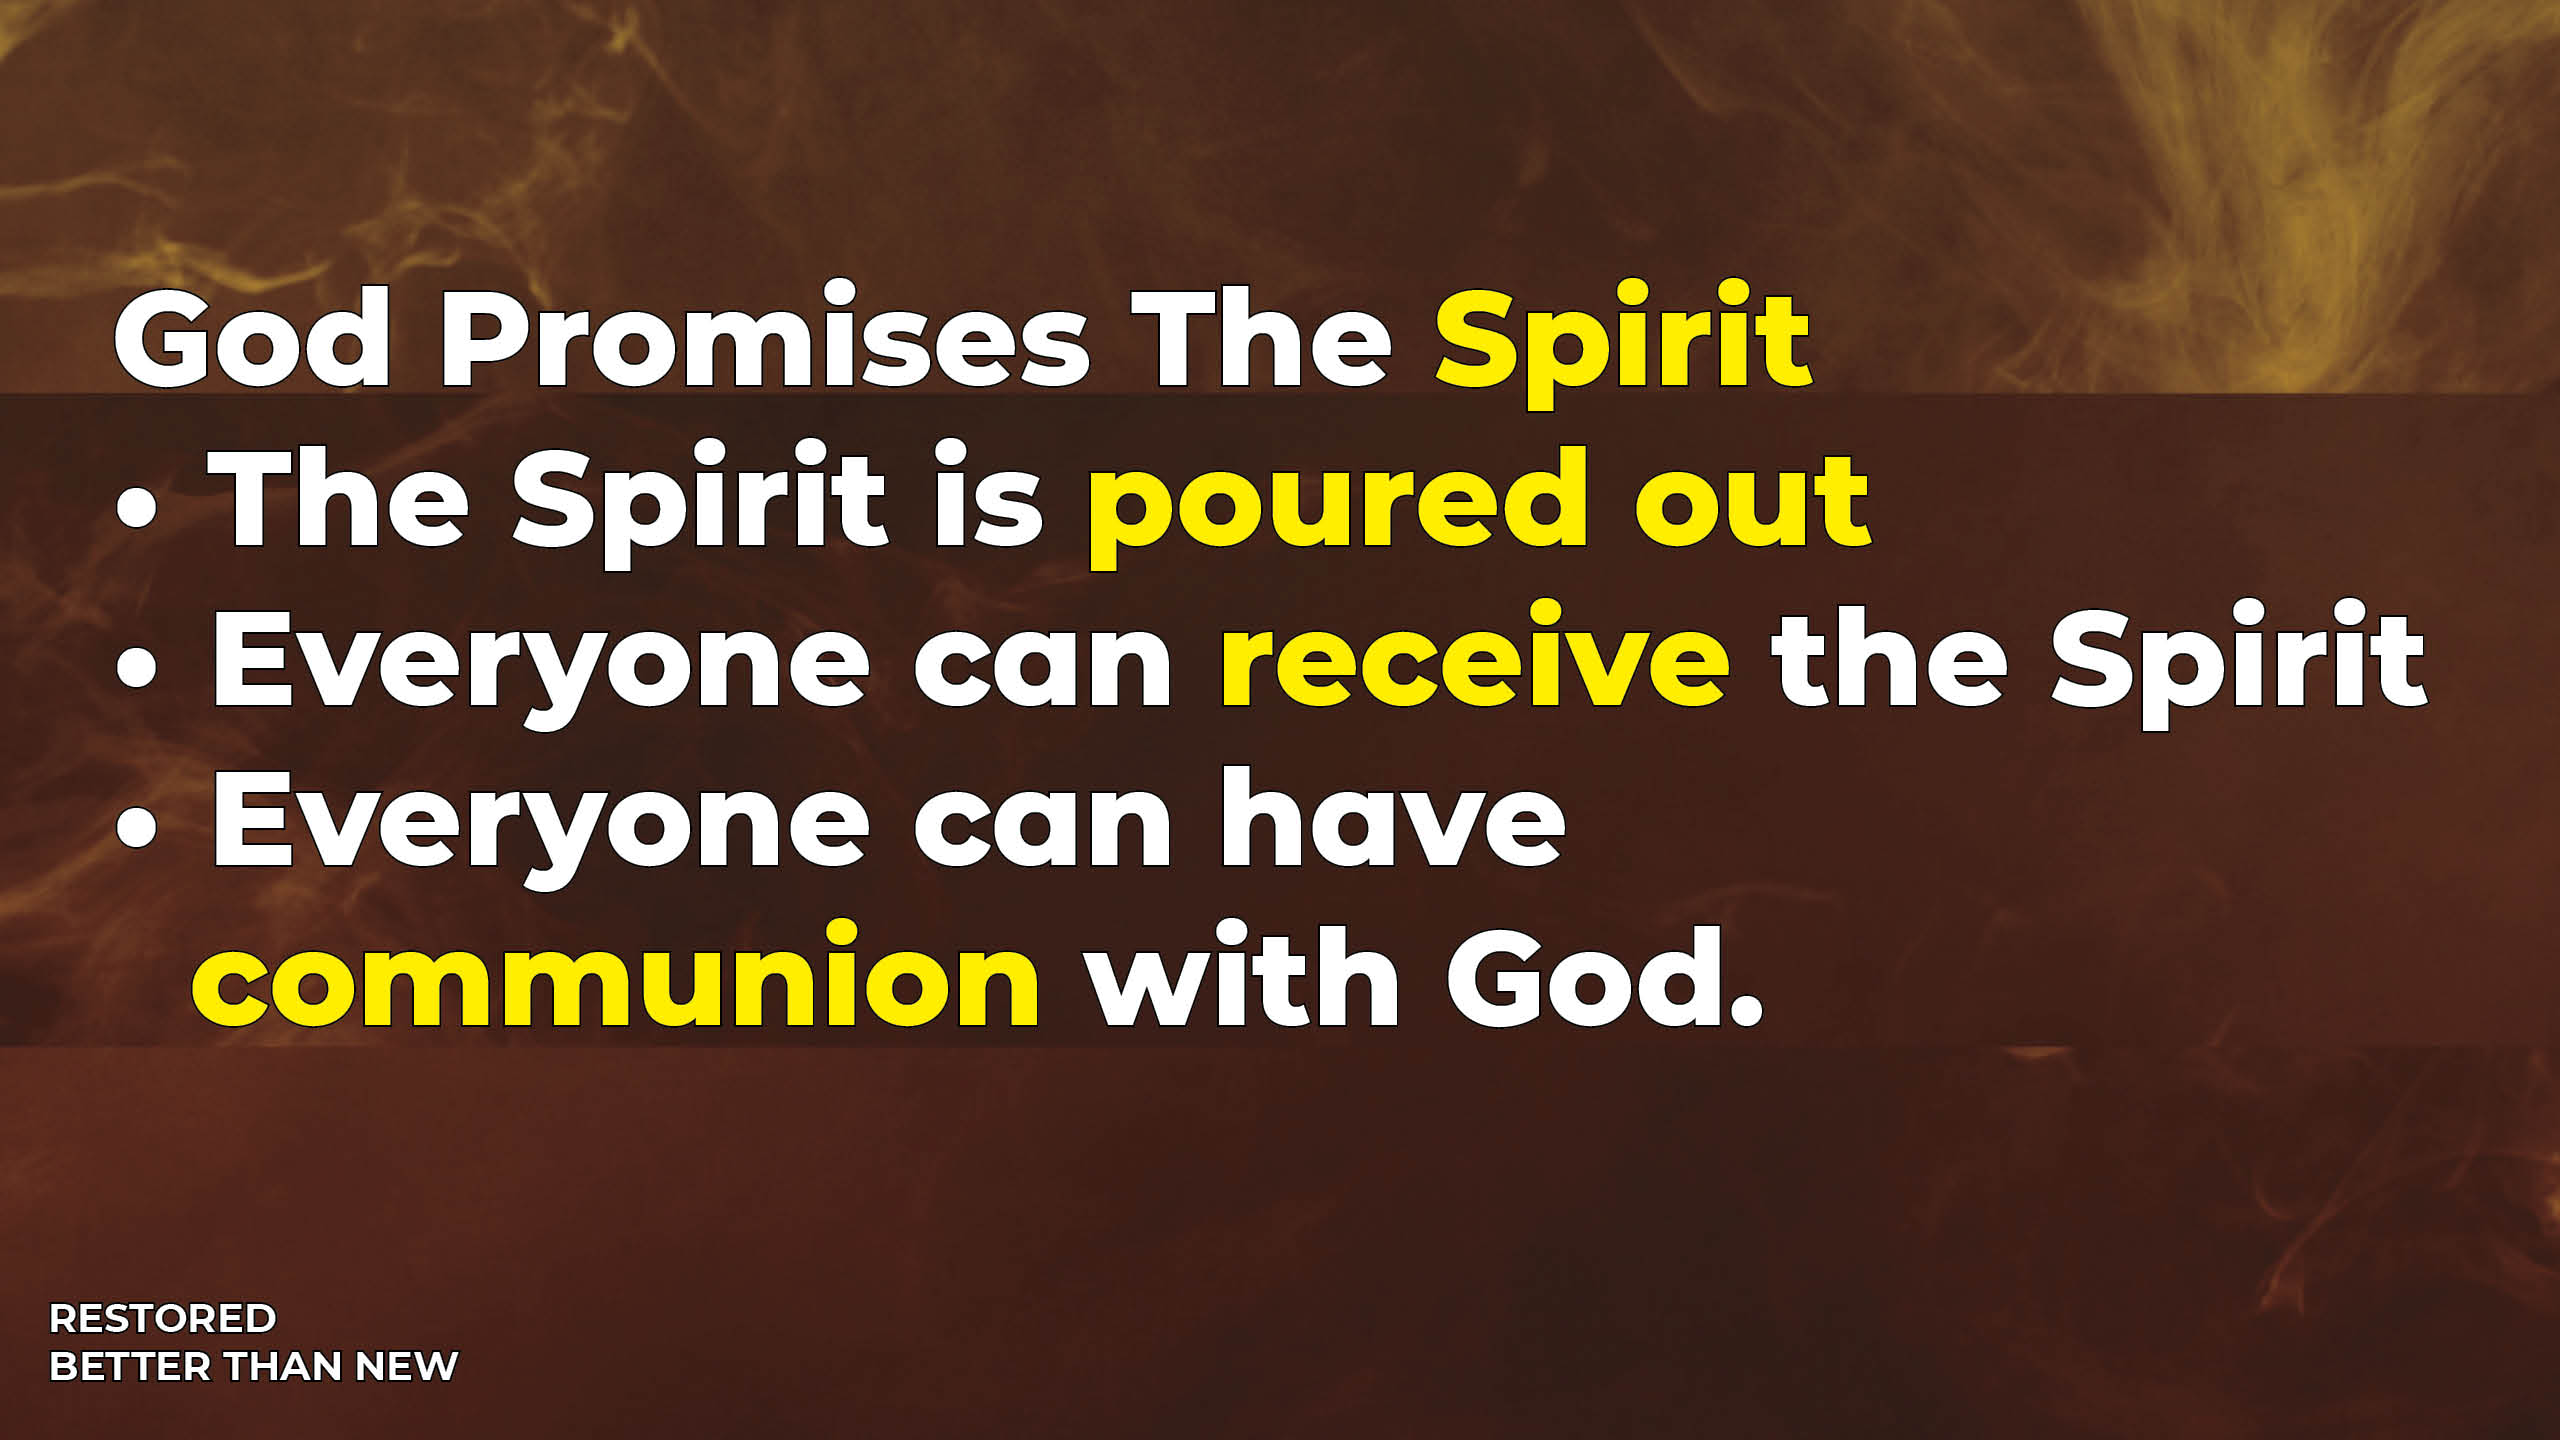 God Promises The Spirit
• The Spirit is poured out
• Everyone can receive the Spirit
• Everyone can have
communion with God.
RESTORED
BETTER THAN NEW